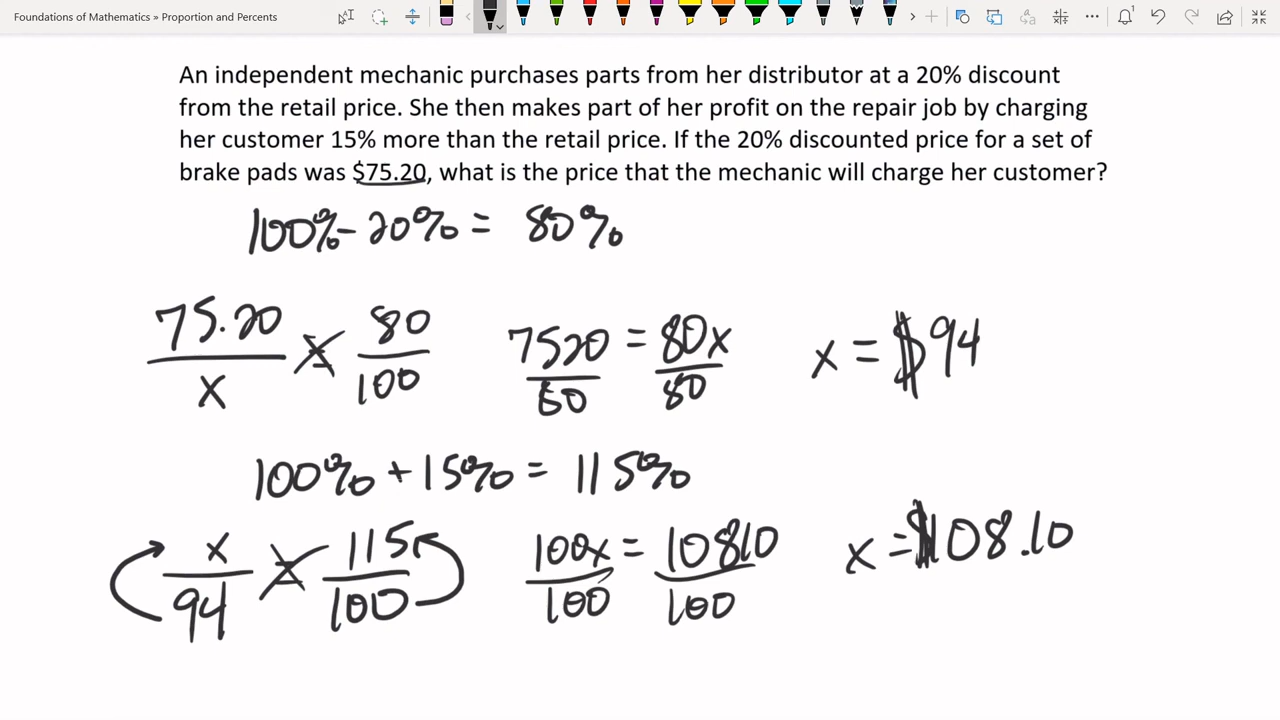 Foundations of Mathematics » Proportion and Percents
An independent mechanic purchases parts from her distributor at a 20% discount
from the retail price. She then makes part of her profit on the repair job by charging
her customer 15% more than the retail price. If the 20% discounted price for a set of
brake pads was $75.20, what is the price that the mechanic will charge her customer?
100% - 20% = 80%
75.20/x = 80/100 7520/80 = 80x/80 x = $94
100% + 15% = 115%
x/94 = 115/100 100x/100 = 10810/100 x = $108.10